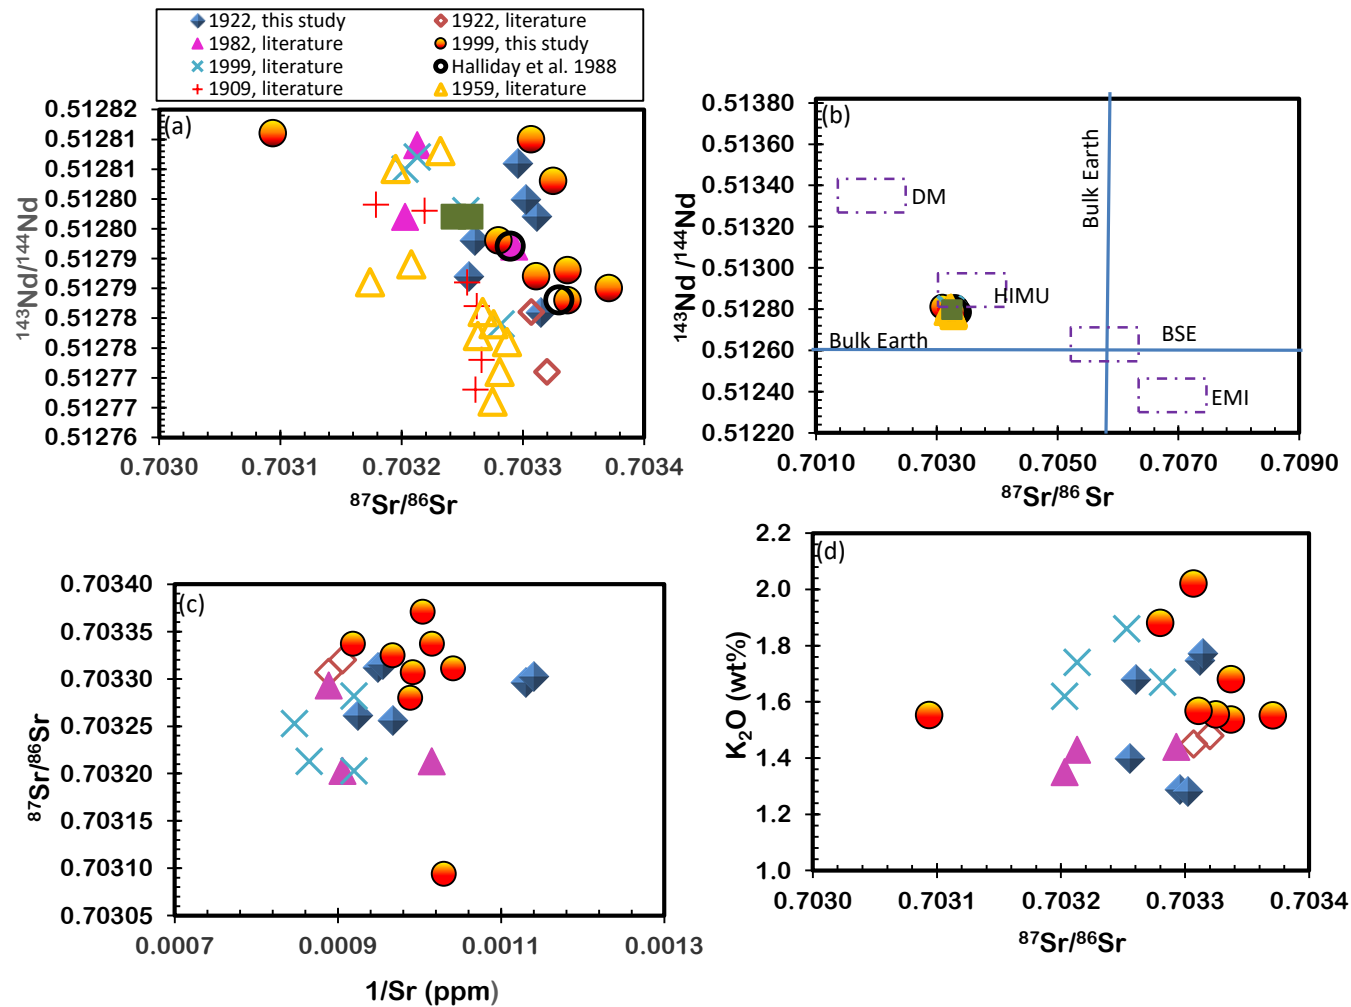 1922, this study 1922, literature
1982, literature 1999, this study
1999, literature Halliday et al. 1988
1909, literature 1959, literature
(a)
0.51282
0.51281
0.51281
0.51280
0.51280
0.51279
0.51279
0.51278
0.51278
0.51277
0.51277
0.51276
143Nd/144Nd
0.7030 0.7031 0.7032 0.7033 0.7034
87Sr/86Sr
(b)
0.51380
0.51360
0.51340
0.51320
0.51300
0.51280
0.51260
0.51240
0.51220
143Nd /144Nd
Bulk Earth
DM
HIMU
Bulk Earth
BSE
EMI
0.7010 0.7030 0.7050 0.7070 0.7090
87Sr/86 Sr
(c)
0.70340
0.70335
0.70330
0.70325
0.70320
0.70315
0.70310
0.70305
87Sr/86Sr
0.0007 0.0009 0.0011 0.0013
1/Sr (ppm)
(d)
2.2
2.0
1.8
1.6
1.4
1.2
1.0
K2O (wt%)
0.7030 0.7031 0.7032 0.7033 0.7034
87Sr/86Sr